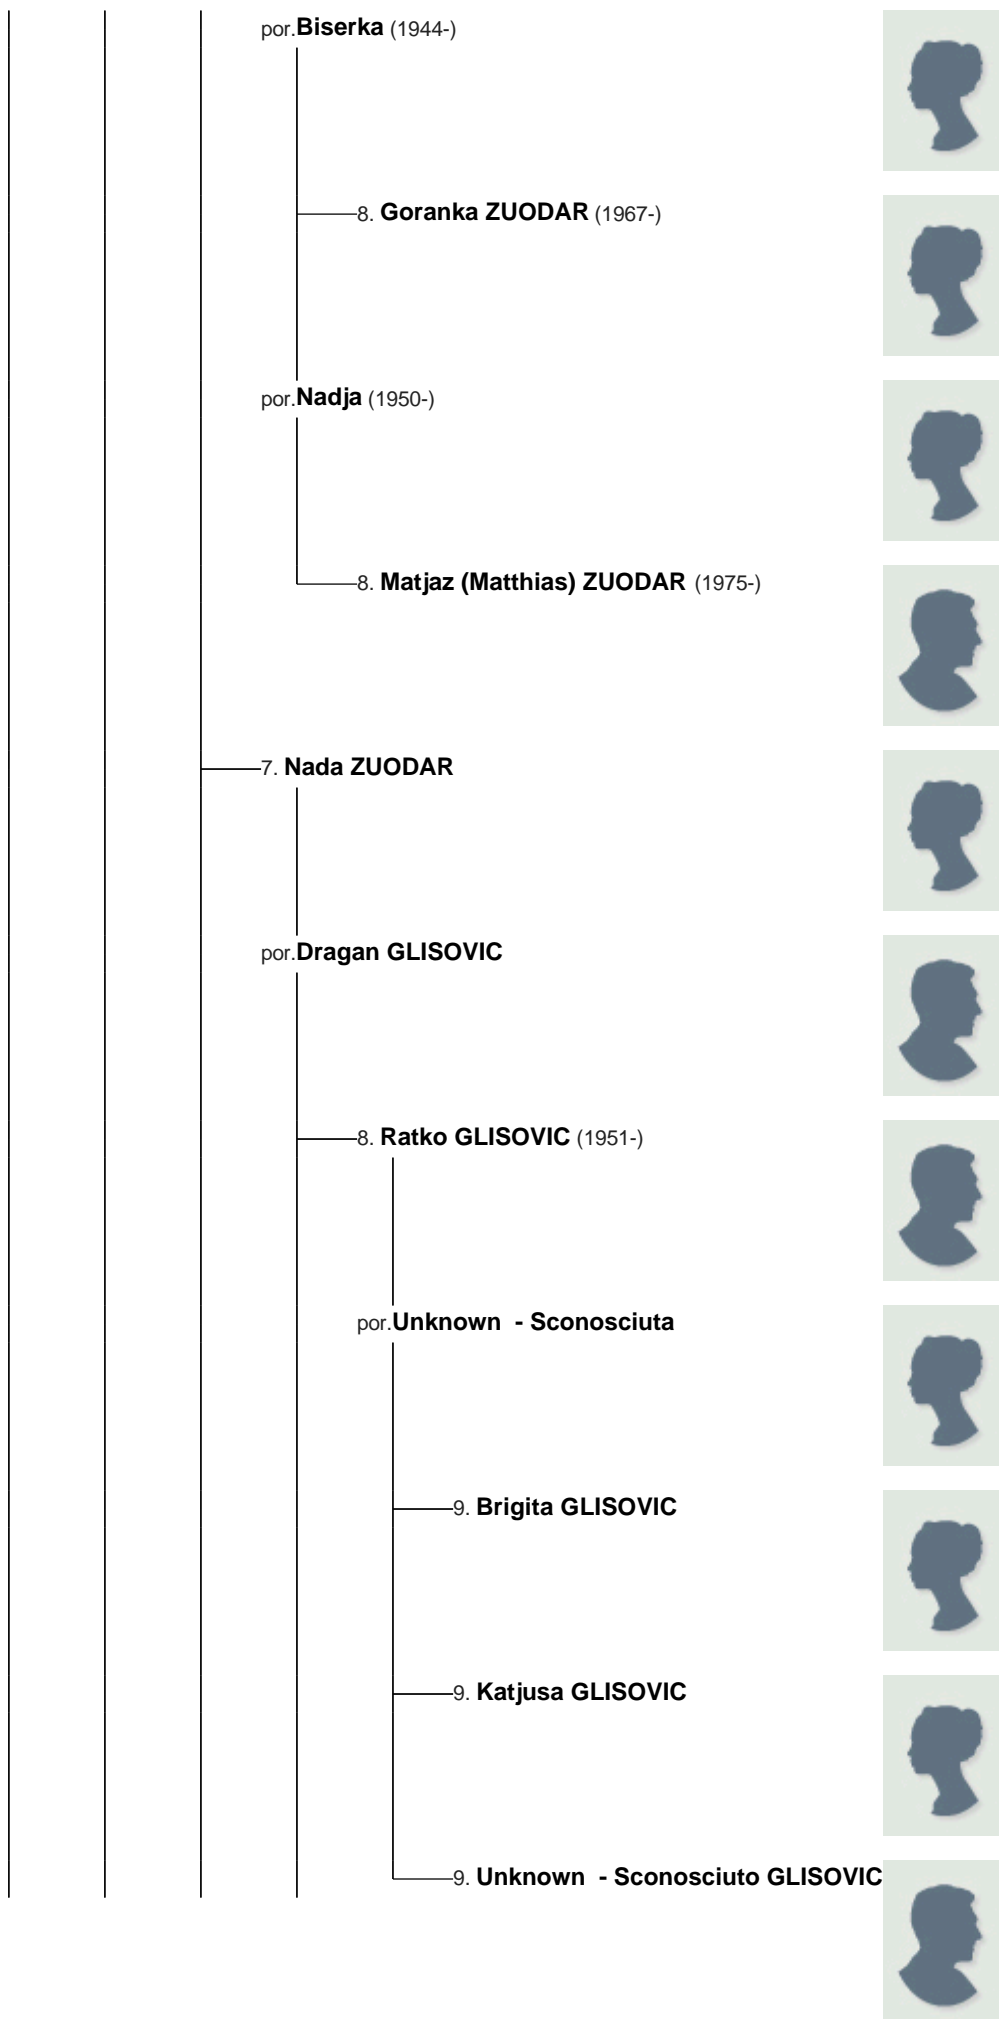 por.Biserka (1944-)
8. Goranka ZUODAR (1967-)
por.Nadja (1950-)
8. Matjaz (Matthias) ZUODAR (1975-)
7. Nada ZUODAR
por.Dragan GLISOVIC
8. Ratko GLISOVIC (1951-)
por.Unknown - Sconosciuta
9. Brigita GLISOVIC
9. Katjusa GLISOVIC
9. Unknown - Sconosciuto GLISOVIC